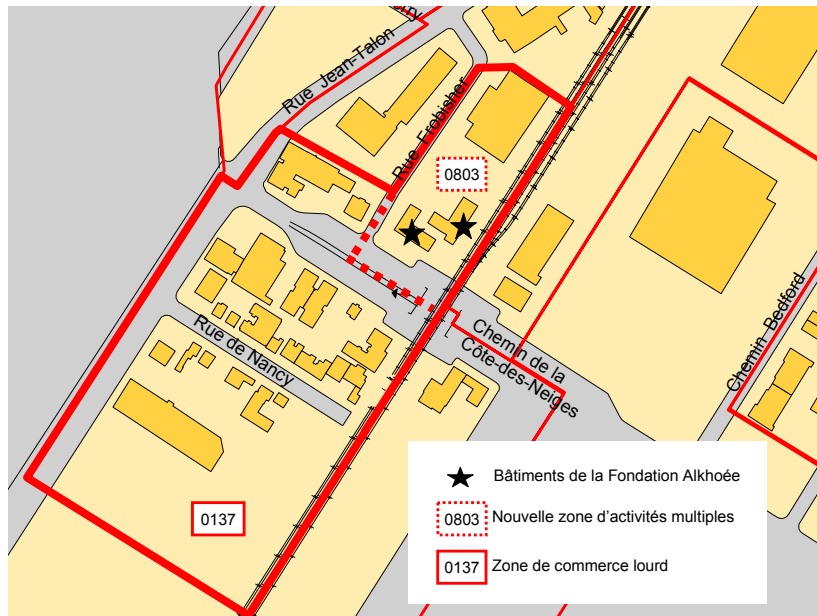 rry
Rue Jean-Talon
Rue Frobisher
0803
Chemin Bedford
Chemin de la
Côte-des-Neiges
Rue de Nancy
0137
Bâtiments de la Fondation Alkhoée
0803 Nouvelle zone d'activités multiples
0137 Zone de commerce lourd